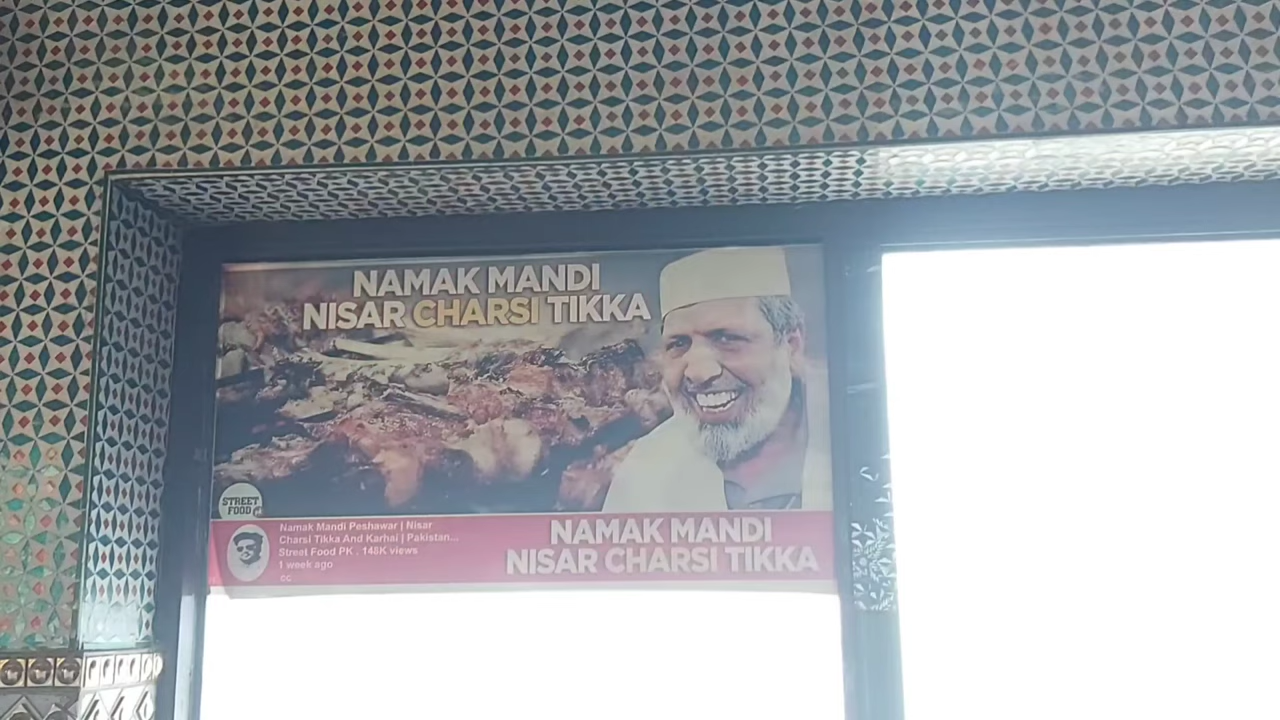 NAMAK MANDI
NISAR CHARSI TIKKA
STREET
FOOD
Namak Mandi Peshawar | Nisar
Charsi Tikka And Karhai | Pakistan...
Street Food PK . 148K views
1 week ago
CC
NAMAK MANDI
NISAR CHARSI TIKKA